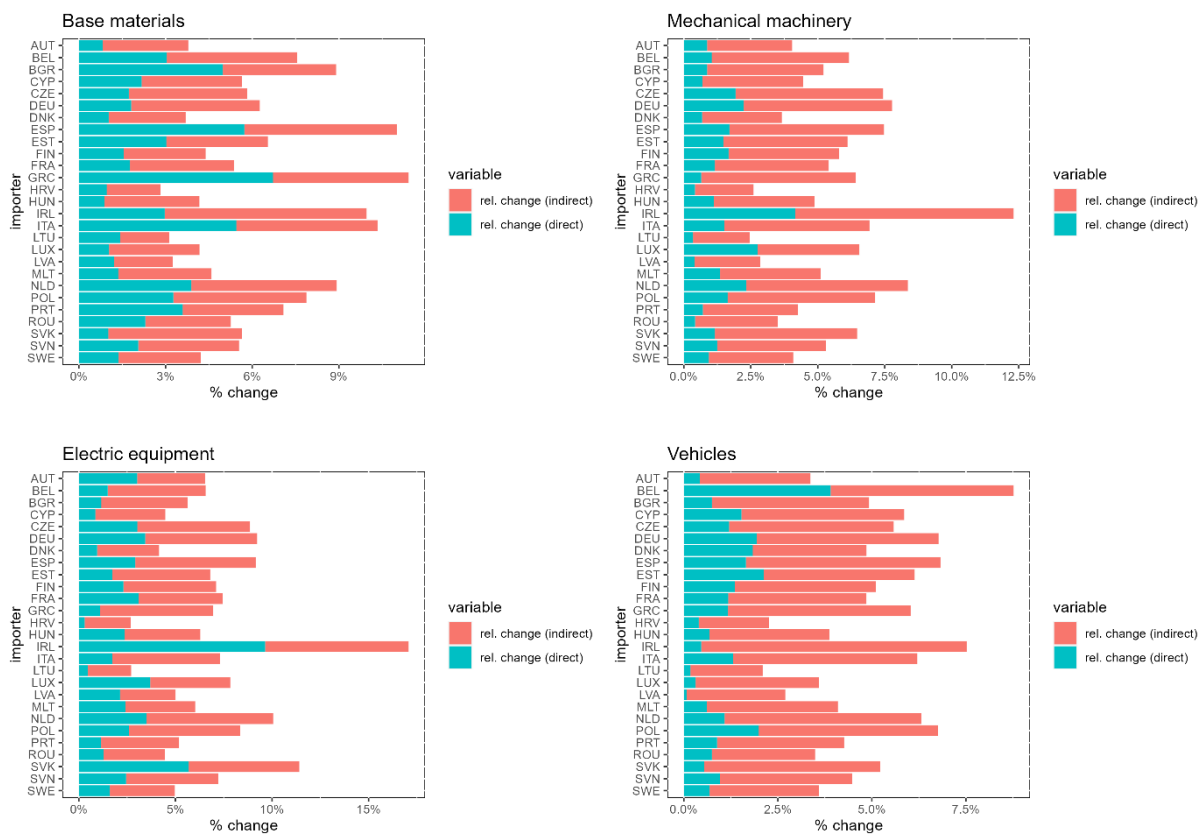 Base materials
importer
AUT
BEL
BGR
CYP
CZE
DEU
DNK
ESP
EST
FIN
FRA
GRC
HRV
HUN
IRL
ITA
LTU
LUX
LVA
MLT
NLD
POL
PRT
ROU
SVK
SVN
SWE
0% 3% 6% 9%
% change
variable
rel. change (indirect)
rel. change (direct)
Mechanical machinery
importer
AUT
BEL
BGR
CYP
CZE
DEU
DNK
ESP
EST
FIN
FRA
GRC
HRV
HUN
IRL
ITA
LTU
LUX
LVA
MLT
NLD
POL
PRT
ROU
SVK
SVN
SWE
0.0% 2.5% 5.0% 7.5% 10.0% 12.5%
% change
variable
rel. change (indirect)
rel. change (direct)
Electric equipment
importer
AUT
BEL
BGR
CYP
CZE
DEU
DNK
ESP
EST
FIN
FRA
GRC
HRV
HUN
IRL
ITA
LTU
LUX
LVA
MLT
NLD
POL
PRT
ROU
SVK
SVN
SWE
0% 5% 10% 15%
% change
variable
rel. change (indirect)
rel. change (direct)
Vehicles
importer
AUT
BEL
BGR
CYP
CZE
DEU
DNK
ESP
EST
FIN
FRA
GRC
HRV
HUN
IRL
ITA
LTU
LUX
LVA
MLT
NLD
POL
PRT
ROU
SVK
SVN
SWE
0.0% 2.5% 5.0% 7.5%
% change
variable
rel. change (indirect)
rel. change (direct)